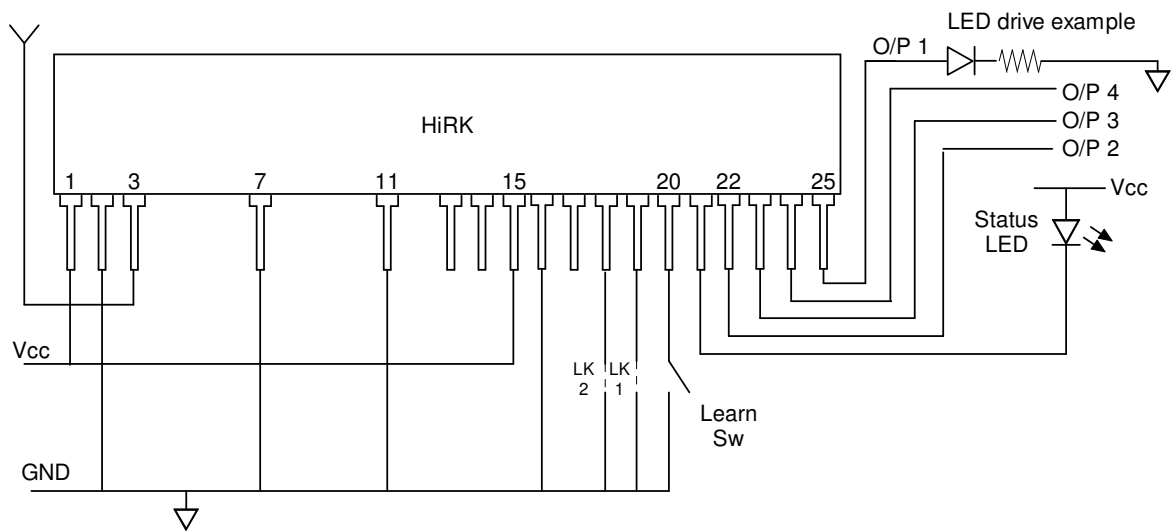 LED drive example
O/P 1
O/P 4
O/P 3
O/P 2
HiRK
1 3 7 11 15 20 22 25
Vcc
Status
LED
Vcc
LK
2
LK
1
Learn
Sw
GND